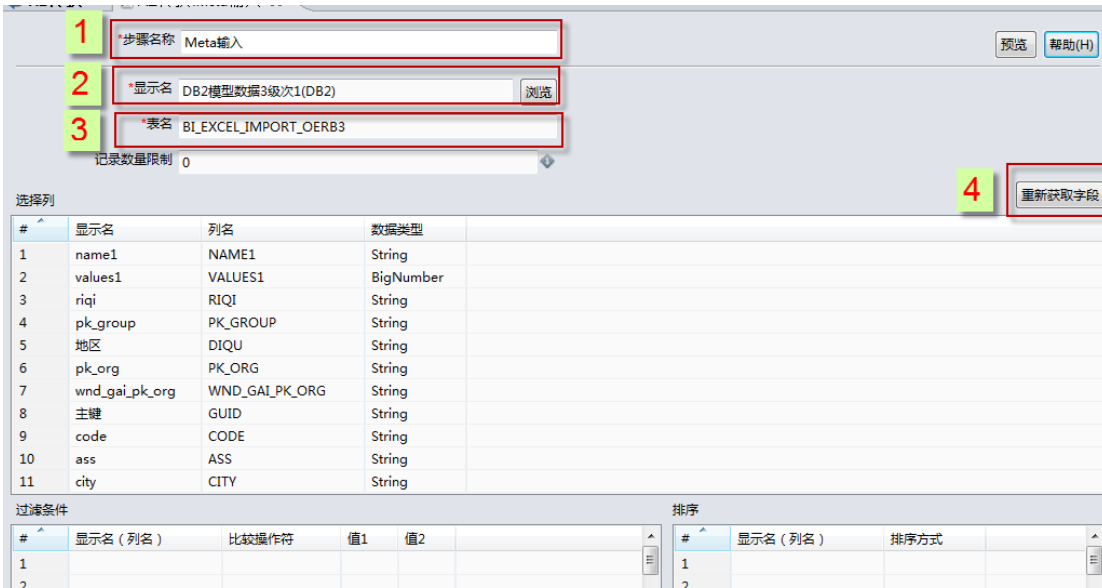 1 *步骤名称 Meta输入 预览 帮助(H)
2 *显示名 DB2模型数据3级次1(DB2) 浏览
3 *表名 BI_EXCEL_IMPORT_OERB3
记录数量限制 0
4 重新获取字段
选择列
# 显示名 列名 数据类型
1 name1 NAME1 String
2 values1 VALUES1 BigNumber
3 riqi RIQI String
4 pk_group PK_GROUP String
5 地区 DIQU String
6 pk_org PK_ORG String
7 wnd_gai_pk_org WND_GAI_PK_ORG String
8 主键 GUID String
9 code CODE String
10 ass ASS String
11 city CITY String
过滤条件 排序
# 显示名（列名） 比较操作符 值1 值2 # 显示名（列名） 排序方式
1 1
2 2